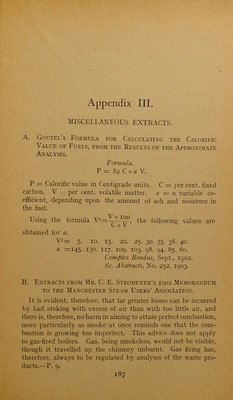 Appendix III.
MISCELLANEOUS EXTRACTS.
A. Goutel's Formula for Calculating the Calorific
Value of Fuels, from the Results of the Approximate
Analysis.
Formula.
P = 82 C + a V.
P = Calorific value in Centigrade units. C = per cent. fixed
carbon. V = per cent. volatile matter. a = a variable co-
efficient, depending upon the amount of ash and moisture in
the fuel.
Using the formula V¹ = V × 100 / C + V, the following values are
obtained for a.
V¹ = 5. 10. 15. 20. 25. 30. 35. 38. 40.
a = 145. 130. 117. 109. 103. 98. 94. 85. 80.
Comptes Rendus, Sept., 1902.
Sc. Abstracts, No. 252, 1903.
B. Extracts from Mr. C. E. Stromeyer's 1902 Memorandum
to the Manchester Steam Users' Association.
It is evident, therefore, that far greater losses can be incurred
by bad stoking with excess of air than with too little air, and
there is, therefore, no harm in aiming at perfect combustion,
more particularly as smoke at once reminds one that the com-
bustion is growing too imperfect. This advice does not apply
to gas-fired boilers. Gas, being smokeless, would not be visible,
though it travelled up the chimney unburnt. Gas firing has,
therefore, always to be regulated by analyses of the waste pro-
ducts.—P. 9.
187